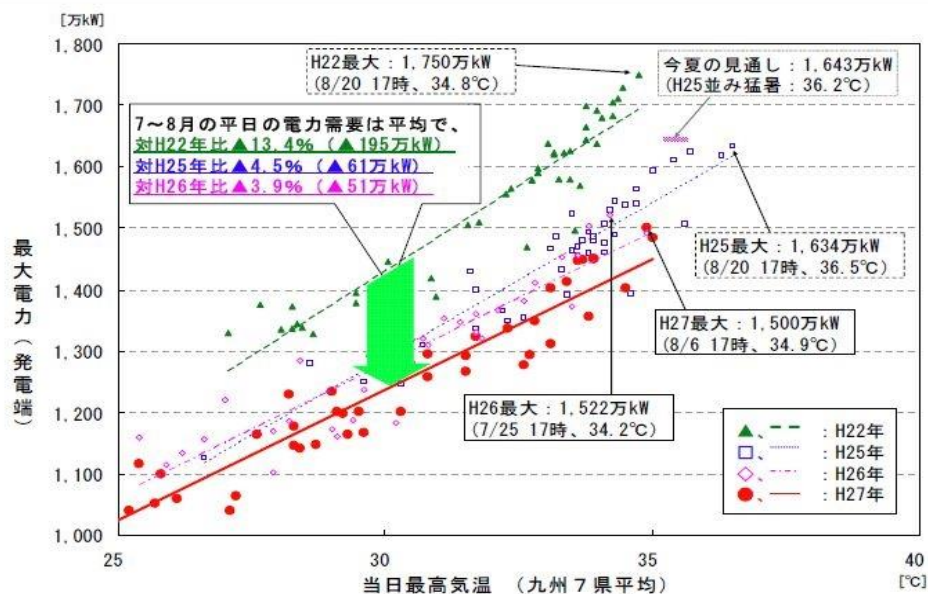 [万kW]
1,800
1,700
1,600
1,500
1,400
1,300
1,200
1,100
1,000
最大電力(発電端)
H22最大:1,750万kW
(8/20 17時、34.8℃)
今夏の見通し:1,643万kW
(H25並み猛暑:36.2℃)
7~8月の平日の電力需要は平均で、
対H22年比▲13.4% (▲195万kW)
対H25年比▲4.5% (▲61万kW)
対H26年比▲3.9% (▲51万kW)
H25最大:1,634万kW
(8/20 17時、36.5℃)
H27最大:1,500万kW
(8/6 17時、34.9℃)
H26最大:1,522万kW
(7/25 17時、34.2℃)
▲、 :H22年
□、 :H25年
◇、 :H26年
●、 :H27年
25
30
35
40
当日最高気温 (九州7県平均)
[℃]